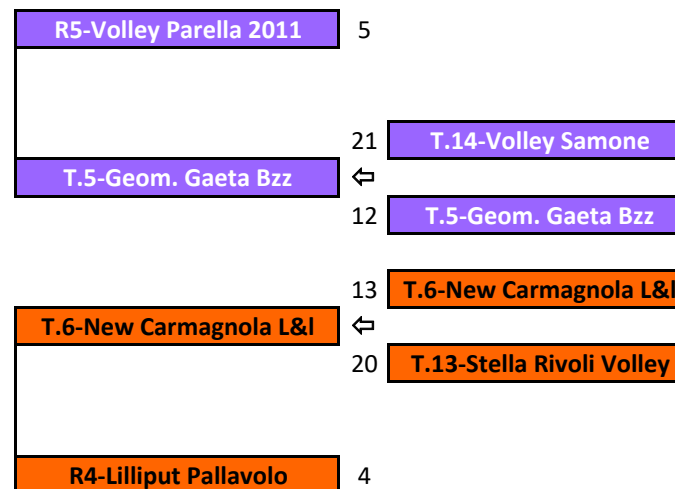 R5-Volley Parella 2011 5
21 T.14-Volley Samone
T.5-Geom. Gaeta Bzz ⇦
12 T.5-Geom. Gaeta Bzz
13 T.6-New Carmagnola L&l
T.6-New Carmagnola L&l ⇦
20 T.13-Stella Rivoli Volley
R4-Lilliput Pallavolo 4